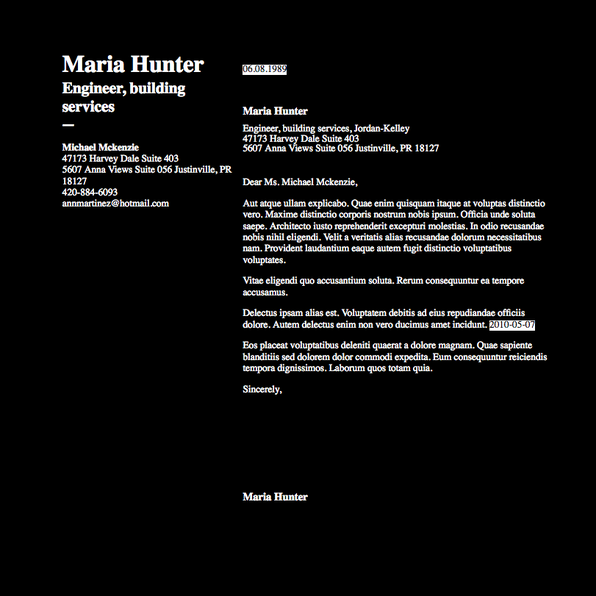 Maria Hunter
Engineer, building
services
—
Michael Mckenzie
47173 Harvey Dale Suite 403
5607 Anna Views Suite 056 Justinville, PR
18127
420-884-6093
annmartinez@hotmail.com
06.08.1989
Maria Hunter
Engineer, building services, Jordan-Kelley
47173 Harvey Dale Suite 403
5607 Anna Views Suite 056 Justinville, PR 18127
Dear Ms. Michael Mckenzie,
Aut atque ullam explicabo. Quae enim quisquam itaque at voluptas distinctio
vero. Maxime distinctio corporis nostrum nobis ipsum. Officia unde soluta
saepe. Architecto iusto reprehenderit excepturi molestias. In odio recusandae
nobis nihil eligendi. Velit a veritatis alias recusandae dolorum necessitatibus
nam. Provident laudantium eaque autem fugit distinctio voluptatibus
voluptates.
Vitae eligendi quo accusantium soluta. Rerum consequuntur ea tempore
accusamus.
Delectus ipsam alias est. Voluptatem debitis ad eius repudiandae officiis
dolore. Autem delectus enim non vero ducimus amet incidunt. 2010-05-07
Eos placeat voluptatibus deleniti quaerat a dolore magnam. Quae sapiente
blanditiis sed dolorem dolor commodi expedita. Eum consequuntur reiciendis
tempora dignissimos. Laborum quos totam quia.
Sincerely,
Maria Hunter